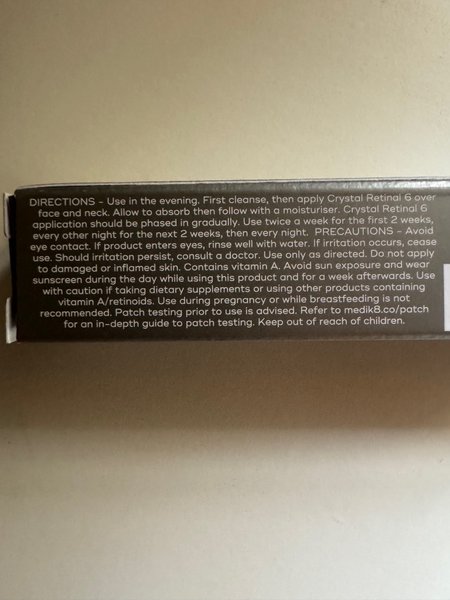 DIRECTIONS – Use in the evening. First cleanse, then apply Crystal Retinal 6 over
face and neck. Allow to absorb then follow with a moisturiser. Crystal Retinal 6
application should be phased in gradually. Use twice a week for the first 2 weeks,
every other night for the next 2 weeks, then every night. PRECAUTIONS – Avoid
eye contact. If product enters eyes, rinse well with water. If irritation occurs, cease
use. Should irritation persist, consult a doctor. Use only as directed. Do not apply
to damaged or inflamed skin. Contains vitamin A. Avoid sun exposure and wear
sunscreen during the day while using this product and for a week afterwards. Use
with caution if taking dietary supplements or using other products containing
vitamin A/retinoids. Use during pregnancy or while breastfeeding is not
recommended. Patch testing prior to use is advised. Refer to medik8.co/patch
for an in-depth guide to patch testing. Keep out of reach of children.